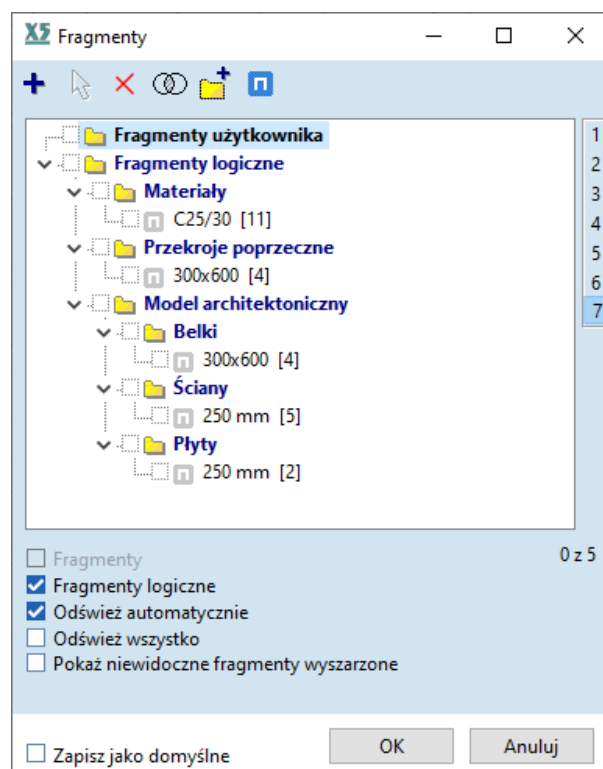 X5 Fragmenty
Fragmenty użytkownika
Fragmenty logiczne
Materiały
C25/30 [11]
Przekroje poprzeczne
300x600 [4]
Model architektoniczny
Belki
300x600 [4]
Ściany
250 mm [5]
Płyty
250 mm [2]
1
2
3
4
5
6
7
Fragmenty
0 z 5
Fragmenty logiczne
Odśwież automatycznie
Odśwież wszystko
Pokaż niewidoczne fragmenty wyszarzone
Zapisz jako domyślne
OK
Anuluj